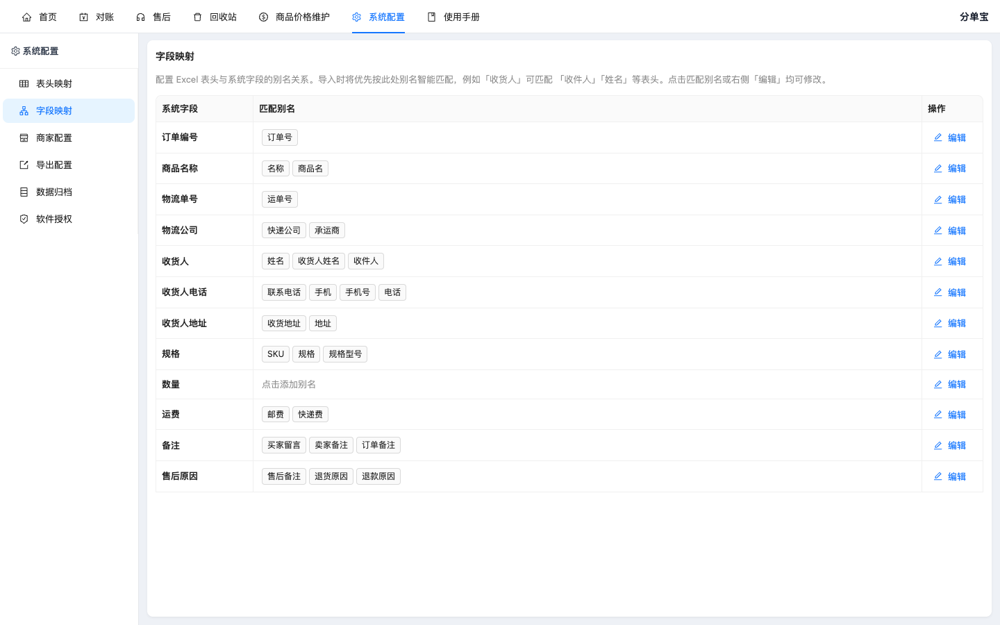 首页 对账 售后 回收站 商品价格维护 系统配置 使用手册 分单宝
系统配置
表头映射
字段映射
商家配置
导出配置
数据归档
软件授权
字段映射
配置 Excel 表头与系统字段的别名关系。导入时将优先按此处别名智能匹配，例如「收货人」可匹配 「收件人」「姓名」等表头。点击匹配别名或右侧「编辑」均可修改。
系统字段 匹配别名 操作
订单编号 订单号 编辑
商品名称 名称 商品名 编辑
物流单号 运单号 编辑
物流公司 快递公司 承运商 编辑
收货人 姓名 收货人姓名 收件人 编辑
收货人电话 联系电话 手机 手机号 电话 编辑
收货人地址 收货地址 地址 编辑
规格 SKU 规格 规格型号 编辑
数量 点击添加别名 编辑
运费 邮费 快递费 编辑
备注 买家留言 卖家备注 订单备注 编辑
售后原因 售后备注 退货原因 退款原因 编辑